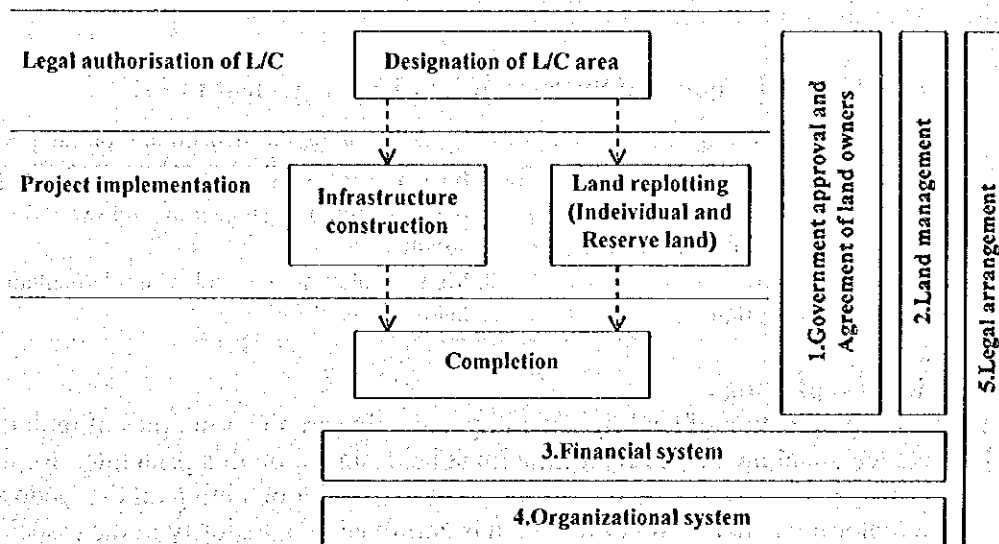 Legal authorisation of L/C
Designation of L/C area
Project implementation
Infrastructure
construction
Land replotting
(Indeividual and
Reserve land)
Completion
1.Government approval and
Agreement of land owners
2.Land management
5.Legal arrangement
3.Financial system
4.Organizational system